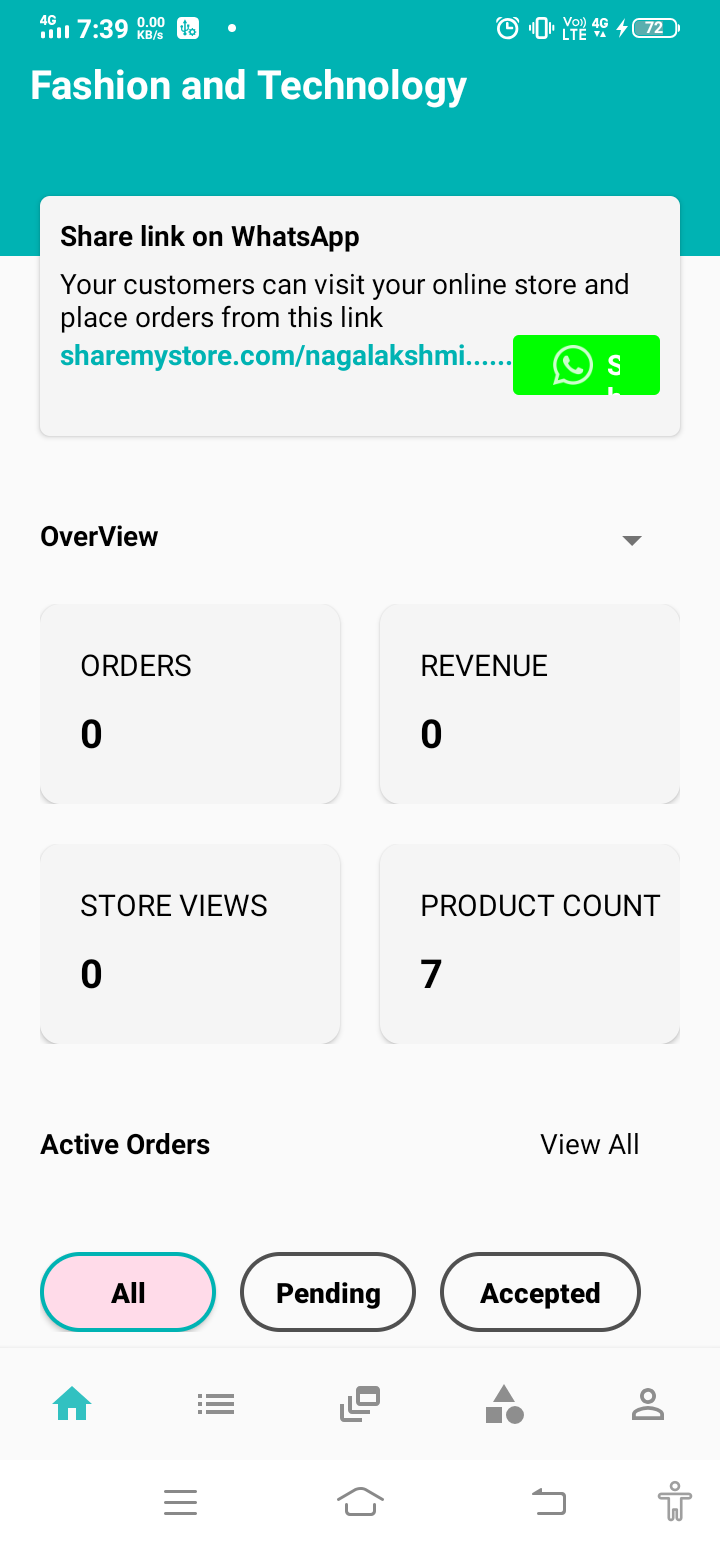 4G 7:39 0.00 KB/s Vo)) LTE 4G 72
Fashion and Technology
Share link on WhatsApp
Your customers can visit your online store and
place orders from this link
sharemystore.com/nagalakshmi......
S
OverView
ORDERS REVENUE
0 0
STORE VIEWS PRODUCT COUNT
0 7
Active Orders View All
All Pending Accepted